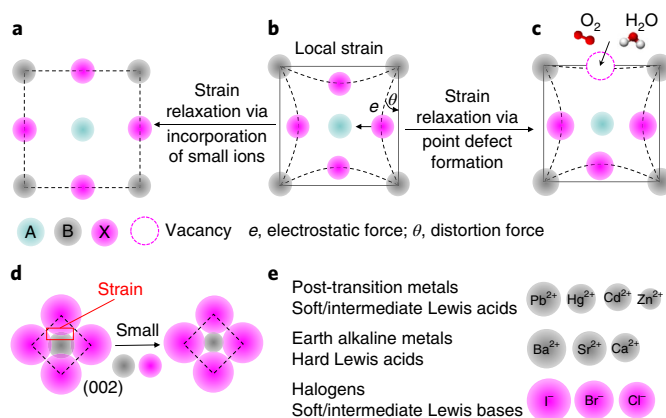 a
b
c
O₂
H₂O
Local strain
Strain
relaxation via
incorporation
of small ions
e
θ
Strain
relaxation via
point defect
formation
A
B
X
Vacancy
e, electrostatic force; θ, distortion force
d
Strain
Small
(002)
e
Post-transition metals
Soft/intermediate Lewis acids
Pb²⁺ Hg²⁺ Cd²⁺ Zn²⁺
Earth alkaline metals
Hard Lewis acids
Ba²⁺ Sr²⁺ Ca²⁺
Halogens
Soft/intermediate Lewis bases
I⁻ Br⁻ Cl⁻